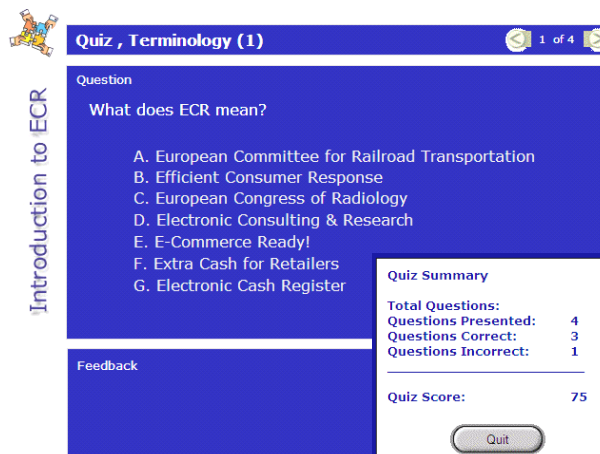 Quiz , Terminology (1)
1 of 4
Introduction to ECR
Question
What does ECR mean?
A. European Committee for Railroad Transportation
B. Efficient Consumer Response
C. European Congress of Radiology
D. Electronic Consulting & Research
E. E-Commerce Ready!
F. Extra Cash for Retailers
G. Electronic Cash Register
Quiz Summary
Total Questions:
Questions Presented: 4
Questions Correct: 3
Questions Incorrect: 1
Quiz Score: 75
Quit
Feedback